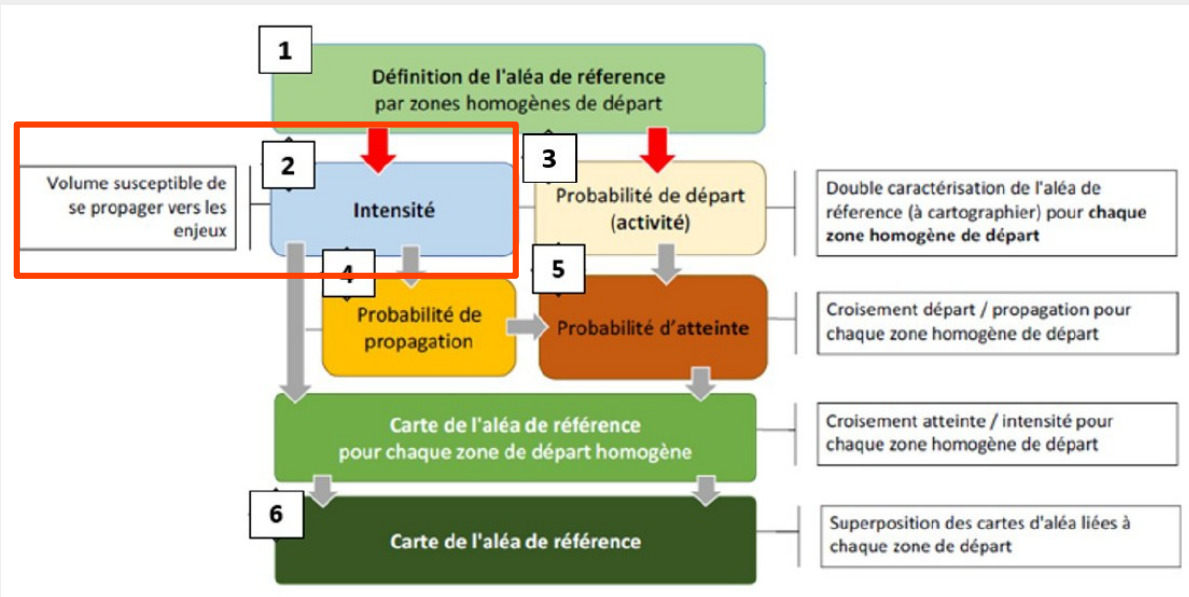 1
Définition de l'aléa de réference
par zones homogènes de départ
2
3
Volume susceptible de
se propager vers les
enjeux
Intensité
Probabilité de départ
(activité)
Double caractérisation de l'aléa de
réference (à cartographier) pour chaque
zone homogène de départ
4
5
Probabilité de
propagation
Probabilité d'atteinte
Croisement départ / propagation pour
chaque zone homogène de départ
Carte de l'aléa de référence
pour chaque zone de départ homogène
Croisement atteinte / intensité pour
chaque zone homogène de départ
6
Carte de l'aléa de référence
Superposition des cartes d'aléa liées à
chaque zone de départ